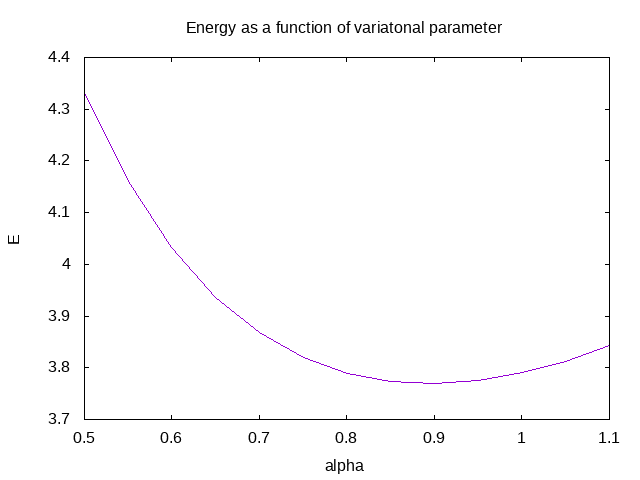 Energy as a function of variatonal parameter
4.4
4.3
4.2
4.1
4
3.9
3.8
3.7
E
0.5 0.6 0.7 0.8 0.9 1 1.1
alpha